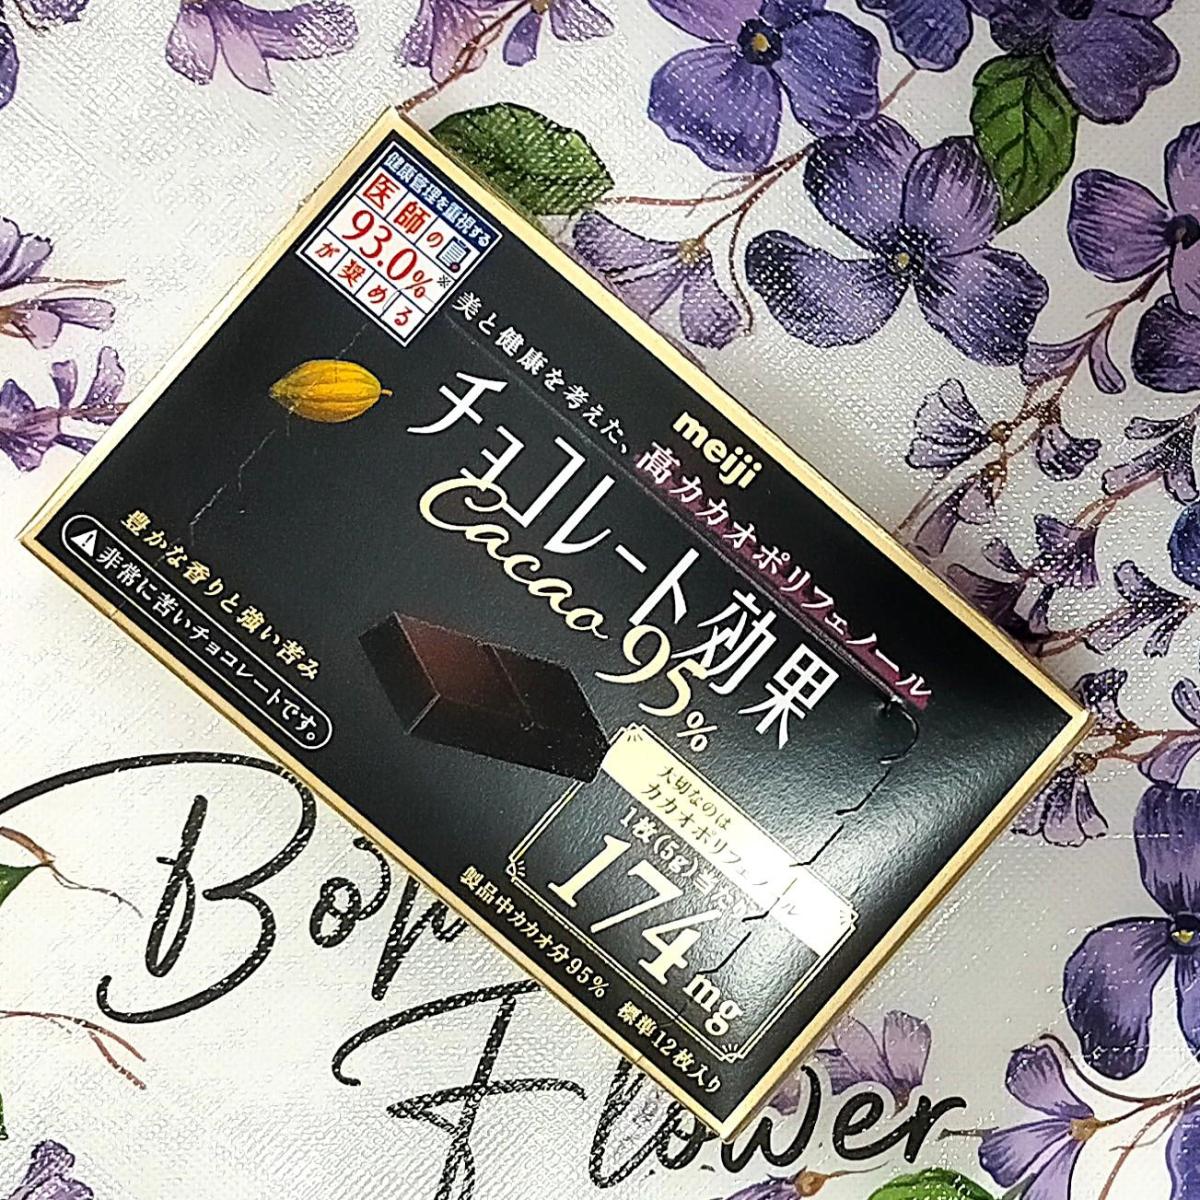 健康管理を重視する
医師の
93.0%※
が奨める
meiji
美と健康を考えた、高カカオポリフェノール
チョコレート効果
Cacao 95%
豊かな香りと強い苦み
非常に苦いチョコレートです。
大切なのは
カカオポリフェノール
1枚(5g)当たり
174mg
製品中カカオ分95% 標準12枚入り
Flower